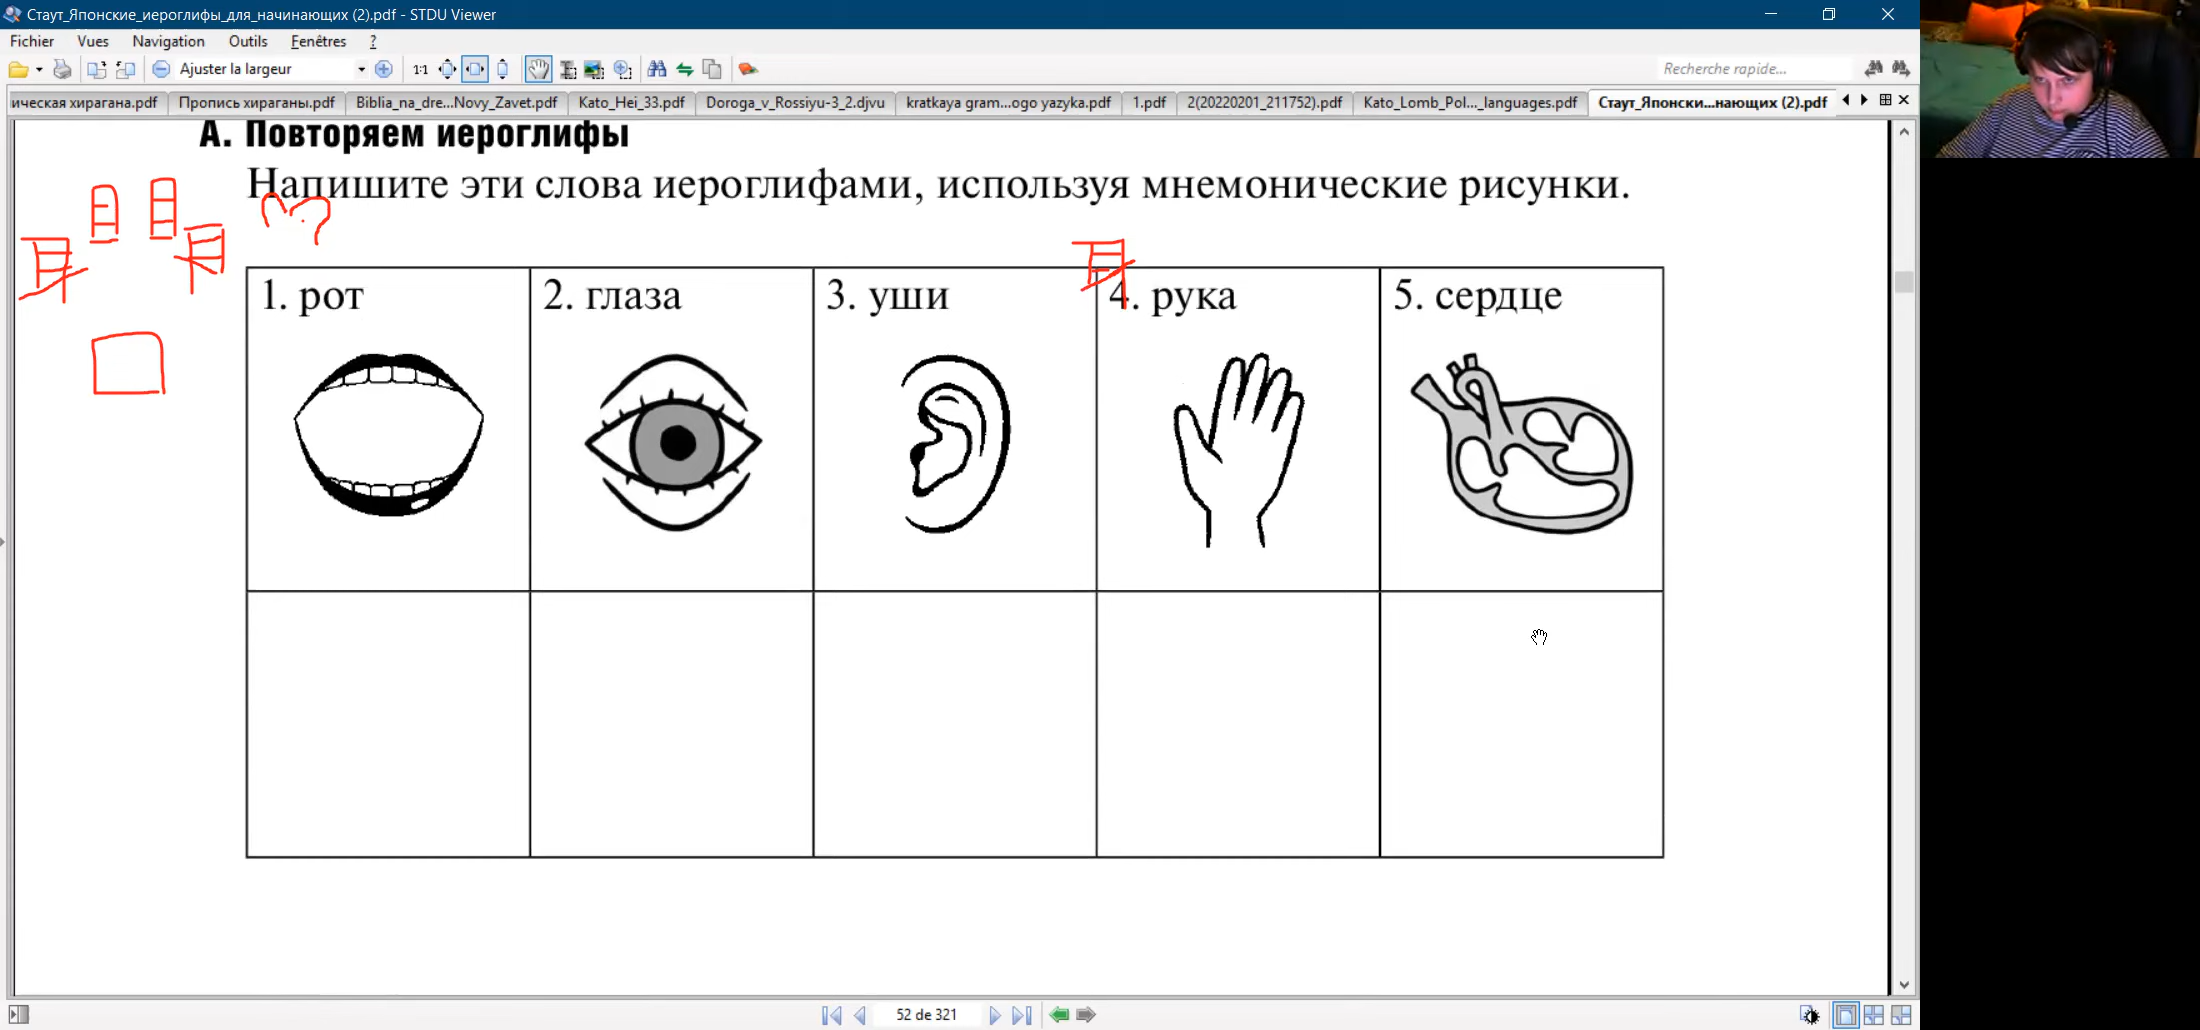 Стаут_Японские_иероглифы_для_начинающих (2).pdf - STDU Viewer
Fichier Vues Navigation Outils Fenêtres ?
Ajuster la largeur 1:1 Recherche rapide...
ическая хирагана.pdf Пропись хираганы.pdf Biblia_na_dre...Novy_Zavet.pdf Kato_Hei_33.pdf Doroga_v_Rossiyu-3_2.djvu kratkaya gram...ogo yazyka.pdf 1.pdf 2(20220201_211752).pdf Kato_Lomb_Pol..._languages.pdf Стаут_Японски...нающих (2).pdf
А. Повторяем иероглифы
Напишите эти слова иероглифами, используя мнемонические рисунки.
目 目
耳 耳
耳
口
1. рот 2. глаза 3. уши 4. рука 5. сердце
52 de 321